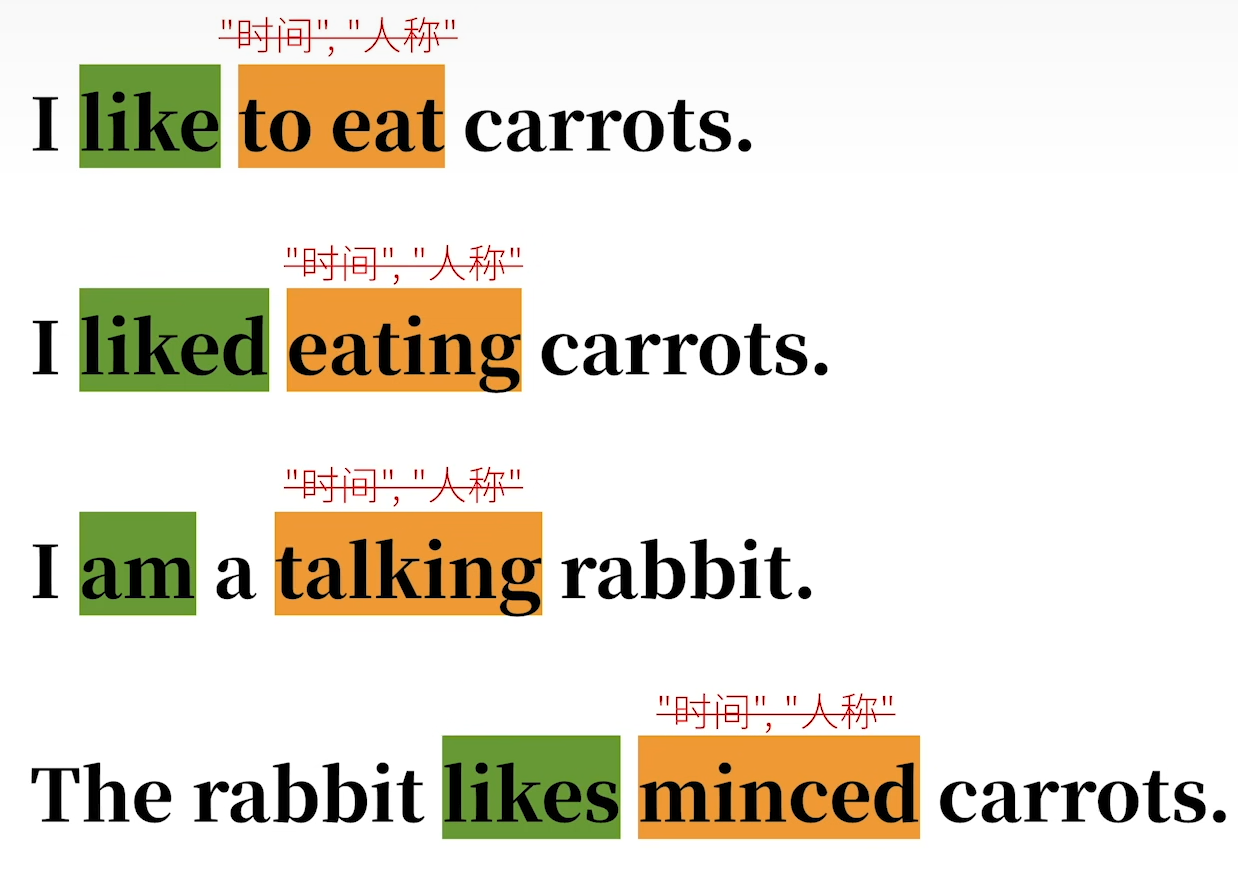 "时间", "人称"
I like to eat carrots.
"时间", "人称"
I liked eating carrots.
"时间", "人称"
I am a talking rabbit.
"时间", "人称"
The rabbit likes minced carrots.